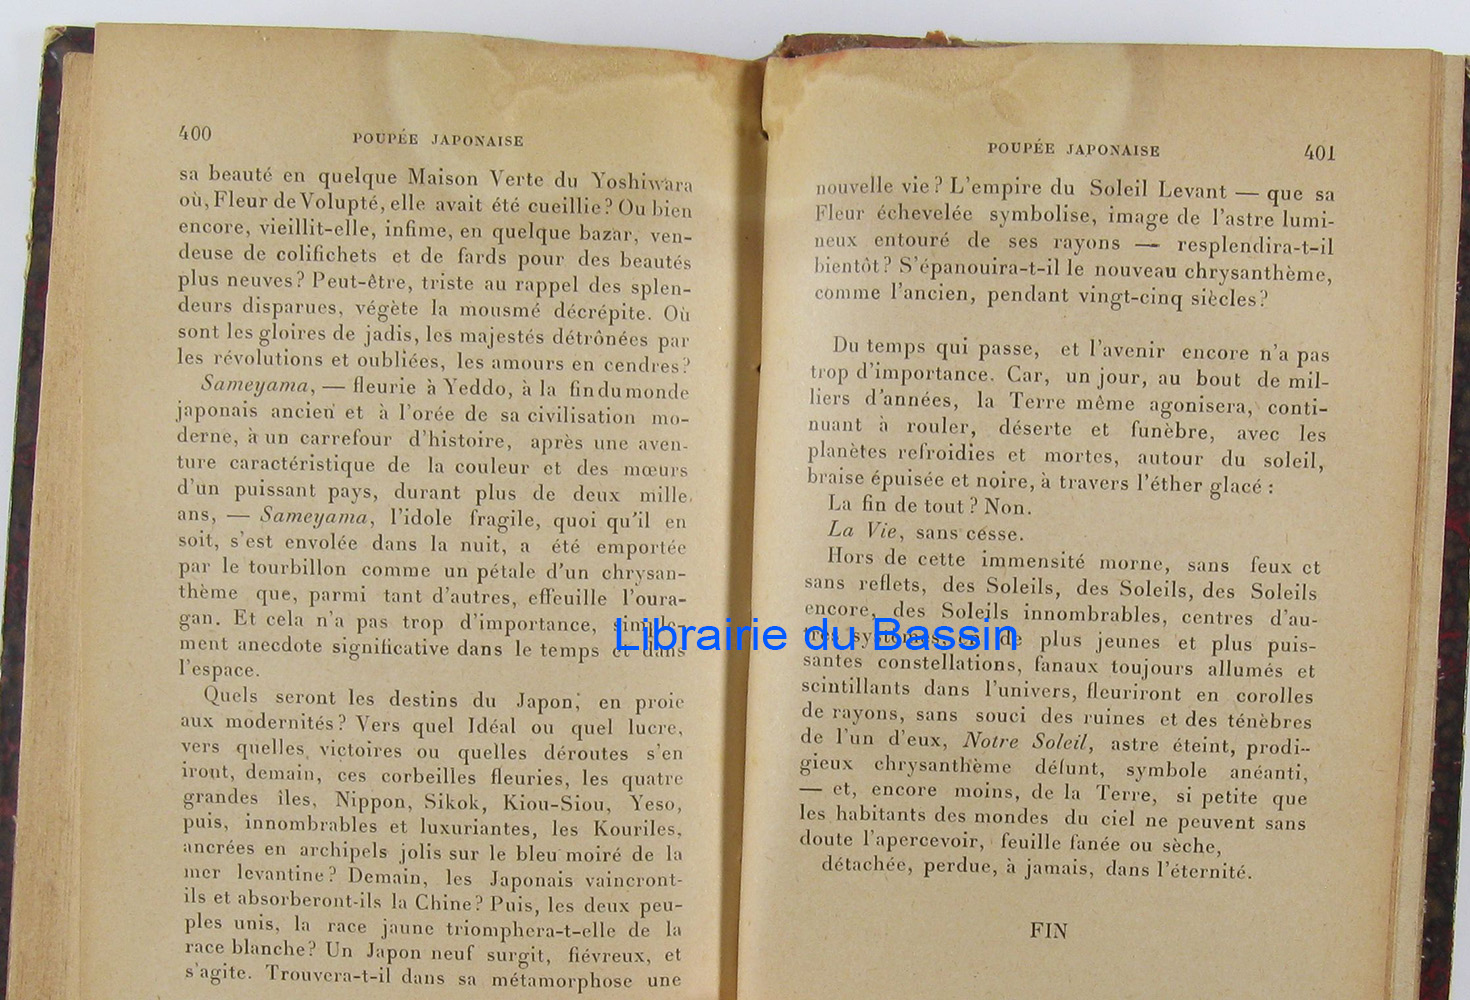 400
POUPÉE JAPONAISE
sa beauté en quelque Maison Verte du Yoshiwara
où, Fleur de Volupté, elle avait été cueillie? Ou bien
encore, vieillit-elle, infime, en quelque bazar, ven-
deuse de colifichets et de fards pour des beautés
plus neuves? Peut-être, triste au rappel des splen-
deurs disparues, végète la mousmé décrépite. Où
sont les gloires de jadis, les majestés détrônées par
les révolutions et oubliées, les amours en cendres?
Sameyama, — fleurie à Yeddo, à la fin du monde
japonais ancien et à l'orée de sa civilisation mo-
derne, à un carrefour d'histoire, après une aven-
ture caractéristique de la couleur et des mœurs
d'un puissant pays, durant plus de deux mille
ans, — Sameyama, l'idole fragile, quoi qu'il en
soit, s'est envolée dans la nuit, a été emportée
par le tourbillon comme un pétale d'un chrysan-
thème que, parmi tant d'autres, effeuille l'oura-
gan. Et cela n'a pas trop d'importance, simple-
ment anecdote significative dans le temps et dans
l'espace.
Quels seront les destins du Japon, en proie
aux modernités? Vers quel Idéal ou quel lucre,
vers quelles victoires ou quelles déroutes s'en
iront, demain, ces corbeilles fleuries, les quatre
grandes îles, Nippon, Sikok, Kiou-Siou, Yeso,
puis, innombrables et luxuriantes, les Kouriles,
ancrées en archipels jolis sur le bleu moiré de la
mer levantine? Demain, les Japonais vaincront-
ils et absorberont-ils la Chine? Puis, les deux peu-
ples unis, la race jaune triomphera-t-elle de la
race blanche? Un Japon neuf surgit, fiévreux, et
s'agite. Trouvera-t-il dans sa métamorphose une
POUPÉE JAPONAISE
401
nouvelle vie? L'empire du Soleil Levant — que sa
Fleur échevelée symbolise, image de l'astre lumi-
neux entouré de ses rayons — resplendira-t-il
bientôt? S'épanouira-t-il le nouveau chrysanthème,
comme l'ancien, pendant vingt-cinq siècles?
Du temps qui passe, et l'avenir encore n'a pas
trop d'importance. Car, un jour, au bout de mil-
liers d'années, la Terre même agonisera, conti-
nuant à rouler, déserte et funèbre, avec les
planètes refroidies et mortes, autour du soleil,
braise épuisée et noire, à travers l'éther glacé :
La fin de tout? Non.
La Vie, sans cesse.
Hors de cette immensité morne, sans feux et
sans reflets, des Soleils, des Soleils, des Soleils
encore, des Soleils innombrables, centres d'au-
tres systèmes, et de plus jeunes et plus puis-
santes constellations, fanaux toujours allumés et
scintillants dans l'univers, fleuriront en corolles
de rayons, sans souci des ruines et des ténèbres
de l'un d'eux, Notre Soleil, astre éteint, prodi-
gieux chrysanthème défunt, symbole anéanti,
— et, encore moins, de la Terre, si petite que
les habitants des mondes du ciel ne peuvent sans
doute l'apercevoir, feuille fanée ou sèche,
détachée, perdue, à jamais, dans l'éternité.
FIN
Librairie du Bassin